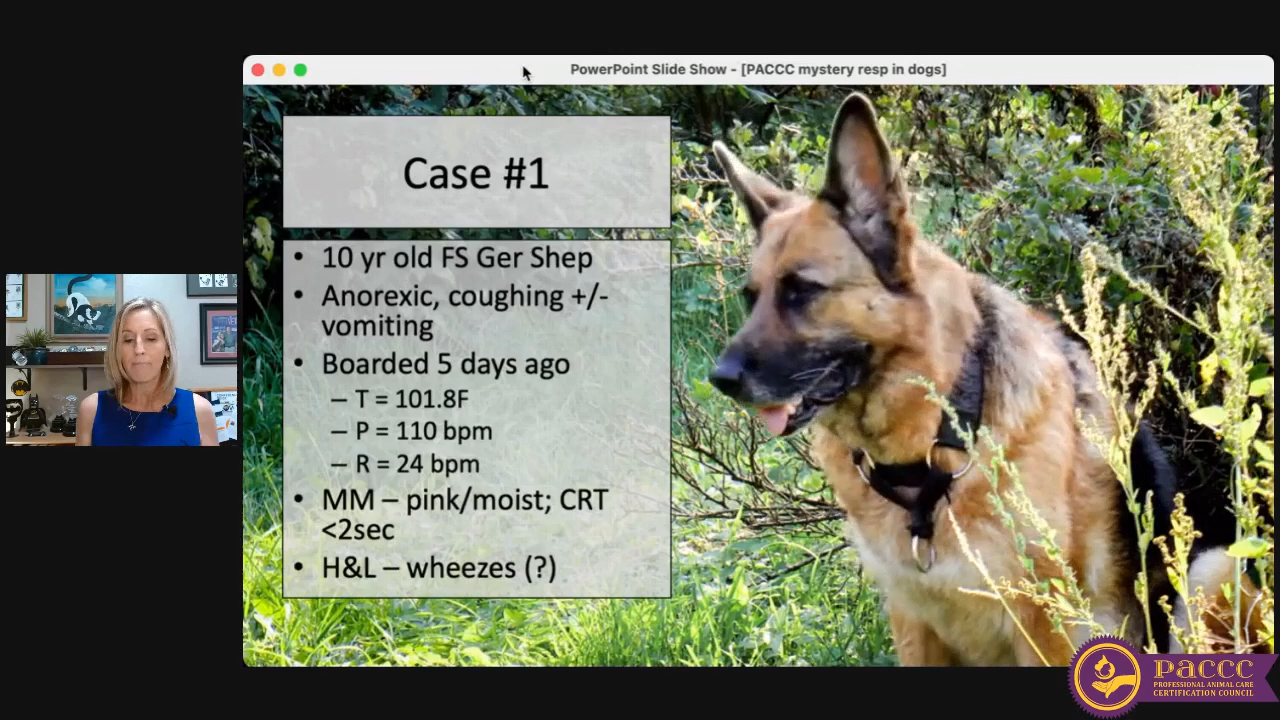 PowerPoint Slide Show - [PACCC mystery resp in dogs]
Case #1
• 10 yr old FS Ger Shep
• Anorexic, coughing +/-
vomiting
• Boarded 5 days ago
– T = 101.8F
– P = 110 bpm
– R = 24 bpm
• MM – pink/moist; CRT
<2sec
• H&L – wheezes (?)
PACCC
PROFESSIONAL ANIMAL CARE
CERTIFICATION COUNCIL